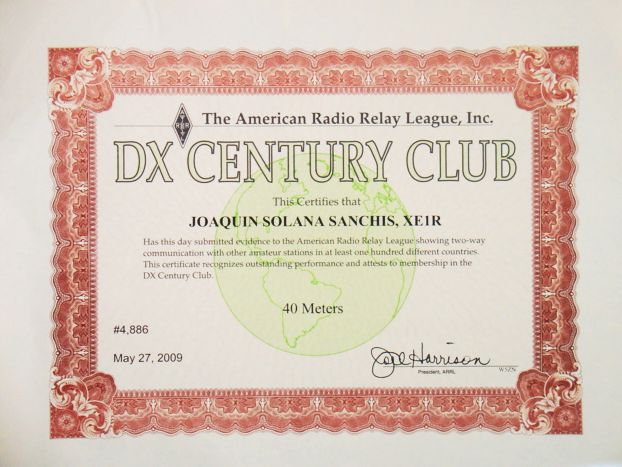 The American Radio Relay League, Inc.
DX CENTURY CLUB
This Certifies that
JOAQUIN SOLANA SANCHIS, XE1R
Has this day submitted evidence to the American Radio Relay League showing two-way
communication with other amateur stations in at least one hundred different countries.
This certificate recognizes outstanding performance and attests to membership in the
DX Century Club.
40 Meters
#4,886
May 27, 2009
Joel Harrison
W5ZN
President, ARRL